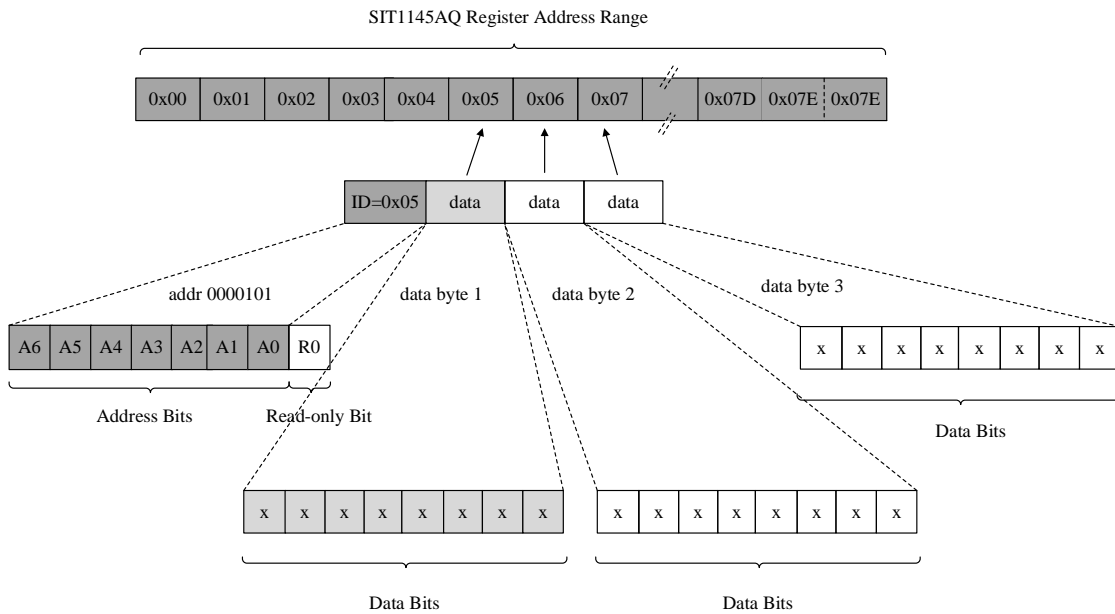 SIT1145AQ Register Address Range
0x00 0x01 0x02 0x03 0x04 0x05 0x06 0x07 0x07D 0x07E 0x07E
ID=0x05 data data data
addr 0000101 data byte 1 data byte 2 data byte 3
A6 A5 A4 A3 A2 A1 A0 R0 x x x x x x x x
Address Bits Read-only Bit Data Bits
x x x x x x x x x x x x x x x x
Data Bits Data Bits